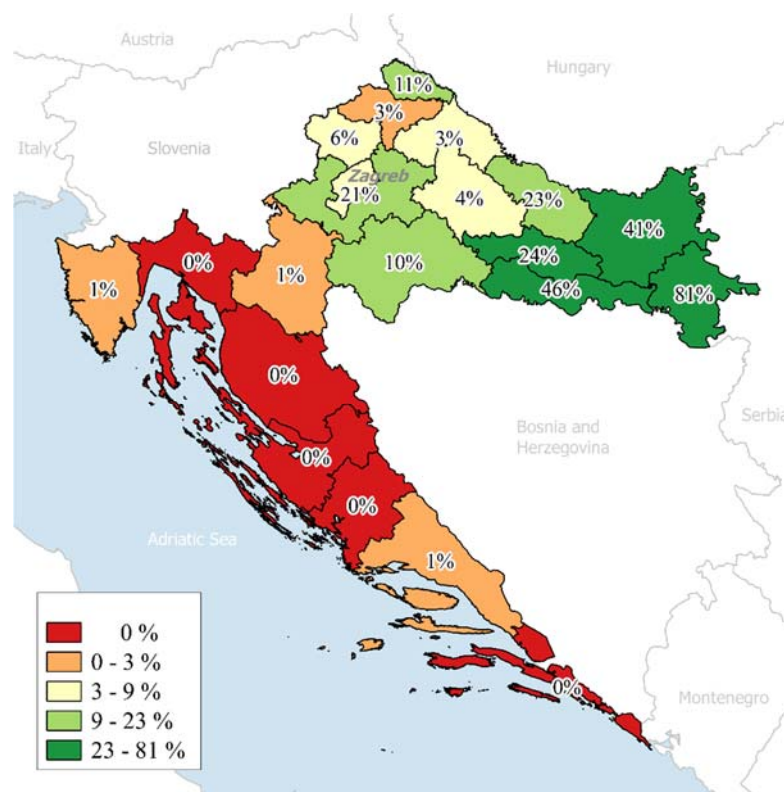 Austria
Hungary
11%
3%
6%
3%
Italy
Slovenia
Zagreb
21%
4%
23%
41%
24%
0%
1%
10%
1%
46%
81%
0%
Bosnia and
Herzegovina
Serbia
0%
0%
Adriatic Sea
1%
0%
Montenegro
0 %
0 - 3 %
3 - 9 %
9 - 23 %
23 - 81 %